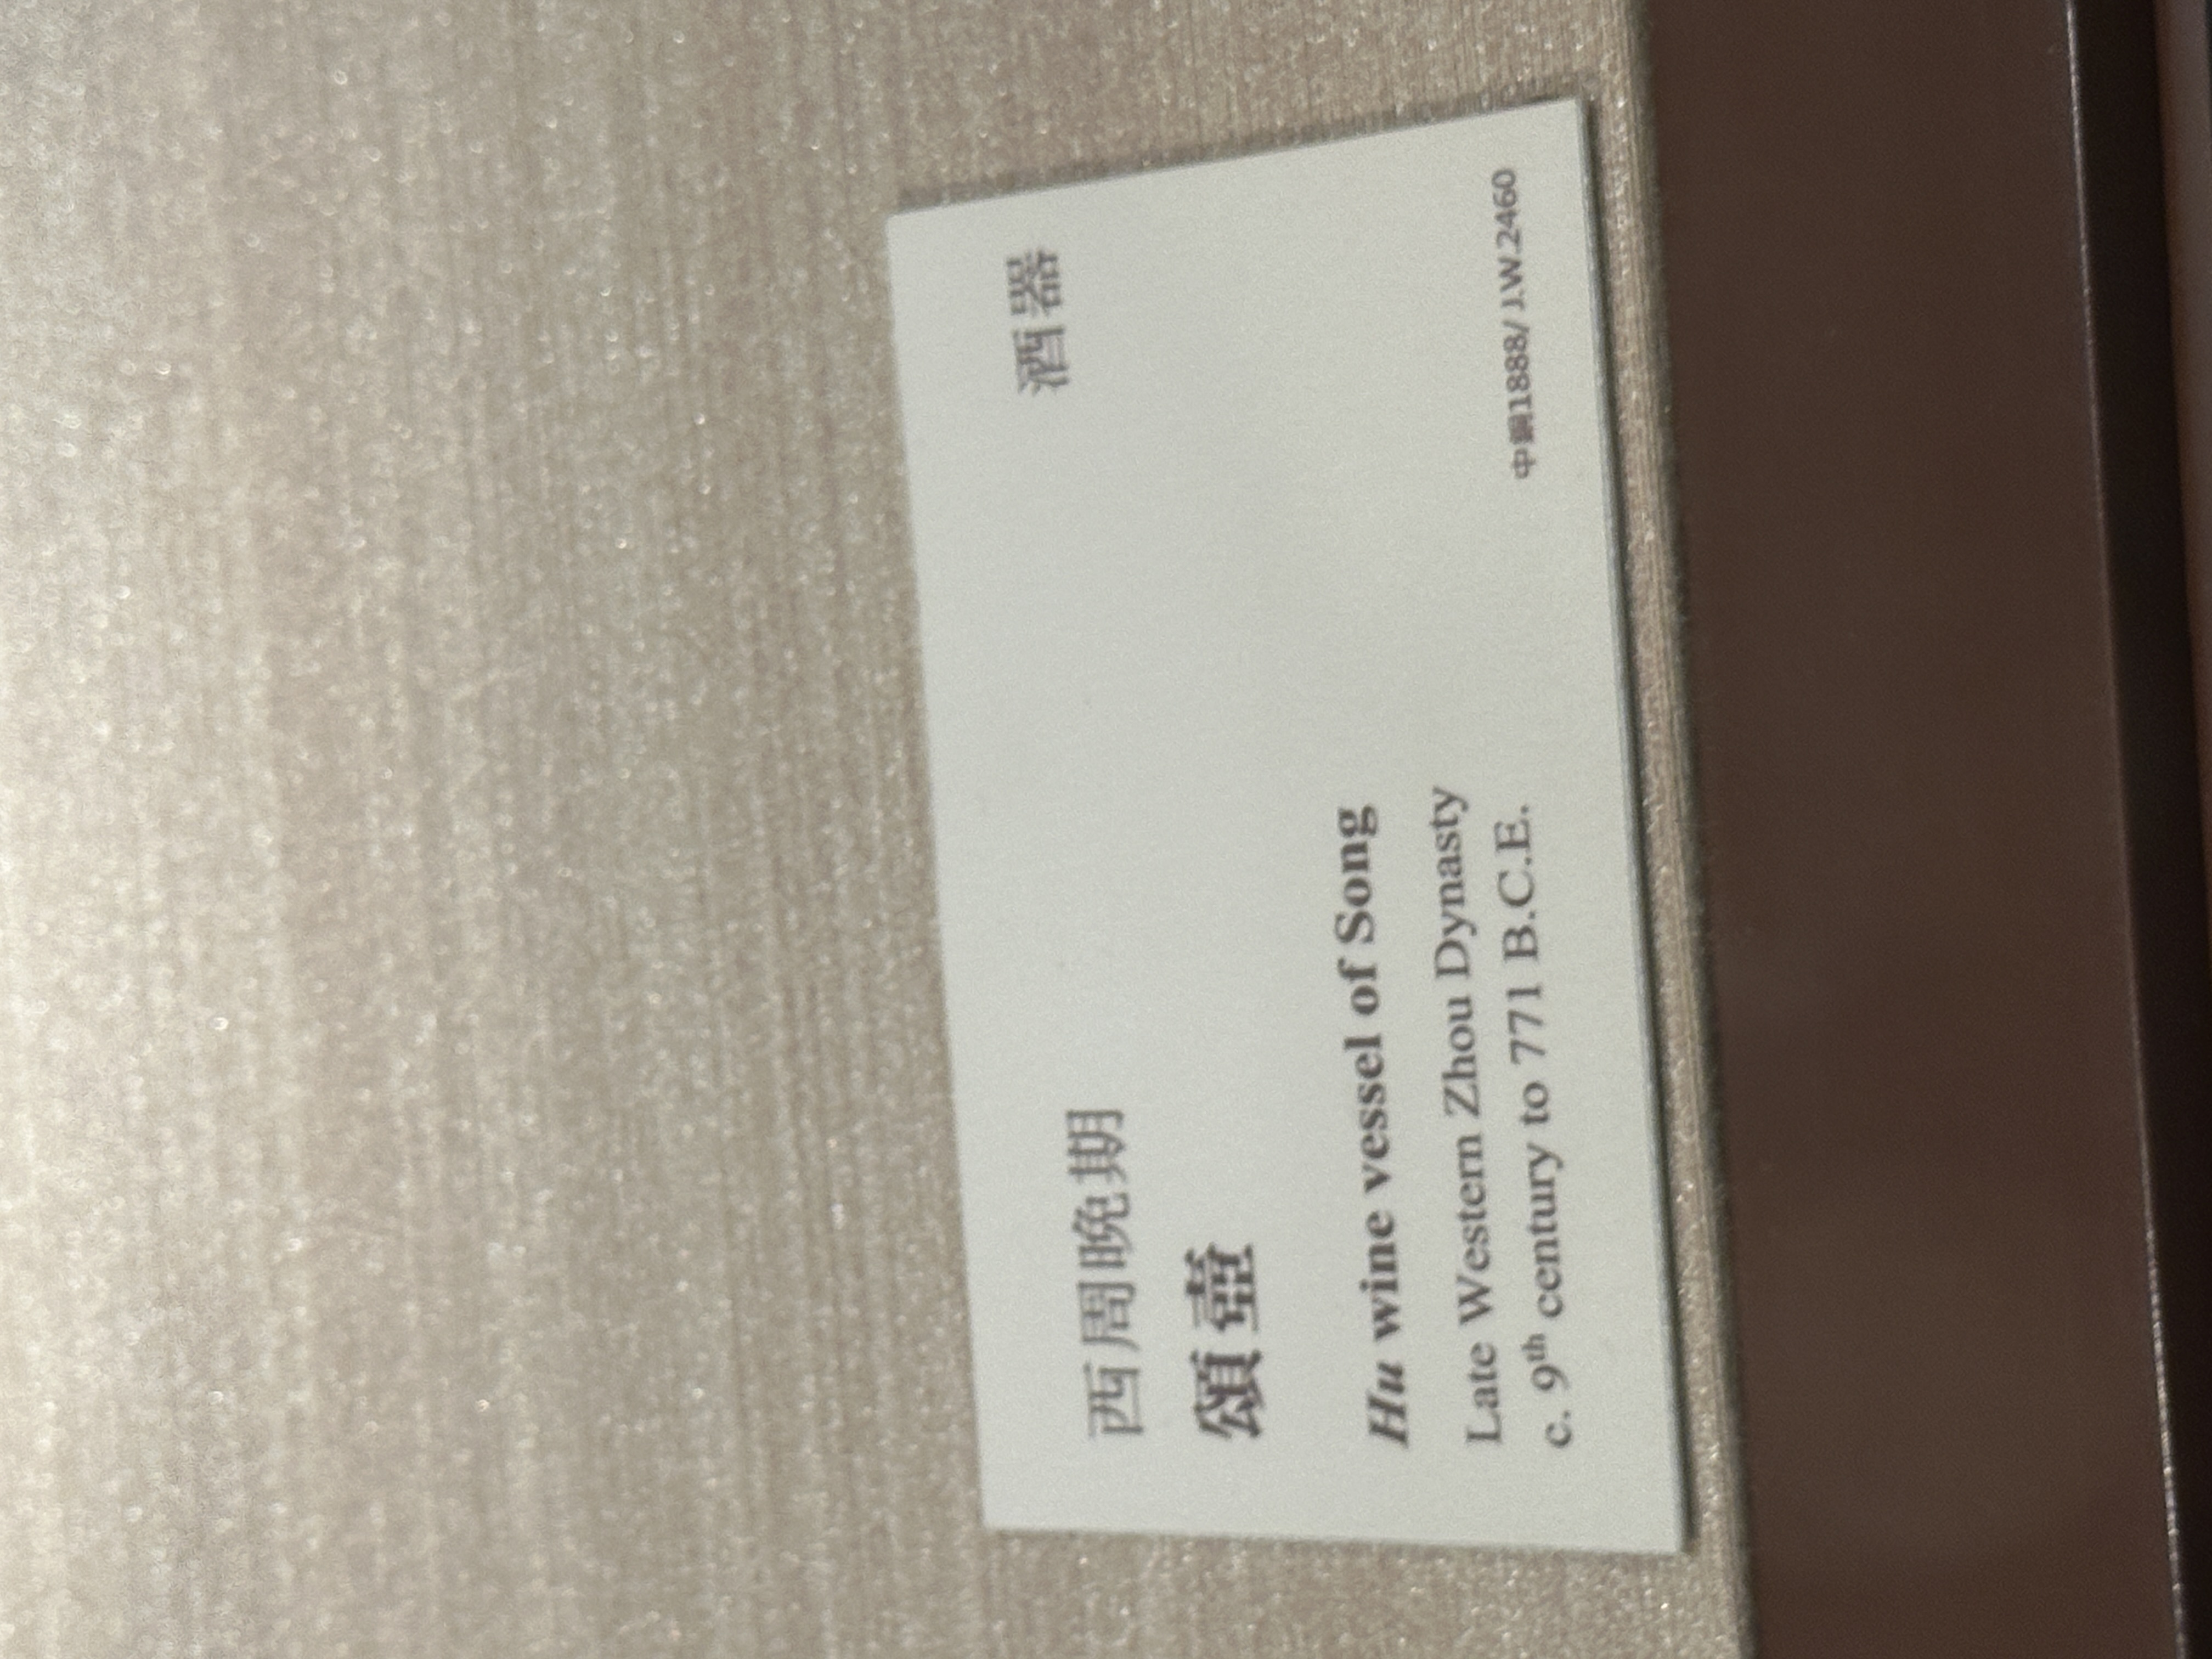 西周晚期
頌壺
酒器
Hu wine vessel of Song
Late Western Zhou Dynasty
c. 9th century to 771 B.C.E.
中銅1888/ J.W.2460